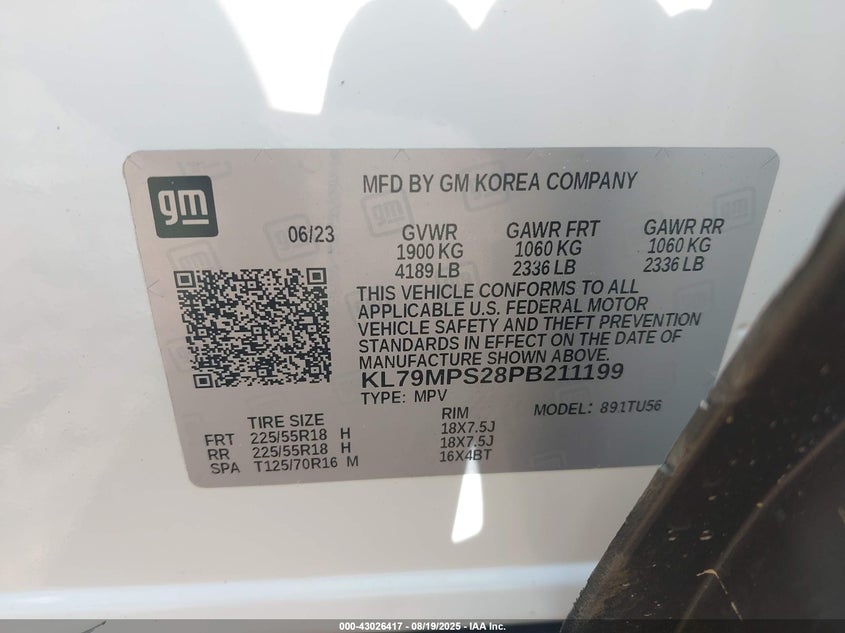 gm
MFD BY GM KOREA COMPANY
06/23 GVWR GAWR FRT GAWR RR
1900 KG 1060 KG 1060 KG
4189 LB 2336 LB 2336 LB
THIS VEHICLE CONFORMS TO ALL
APPLICABLE U.S. FEDERAL MOTOR
VEHICLE SAFETY AND THEFT PREVENTION
STANDARDS IN EFFECT ON THE DATE OF
MANUFACTURE SHOWN ABOVE.
KL79MPS28PB211199
TYPE: MPV MODEL: 891TU56
TIRE SIZE RIM
FRT 225/55R18 H 18X7.5J
RR 225/55R18 H 18X7.5J
SPA T125/70R16 M 16X4BT
000-43026417 - 08/19/2025 - IAA Inc.